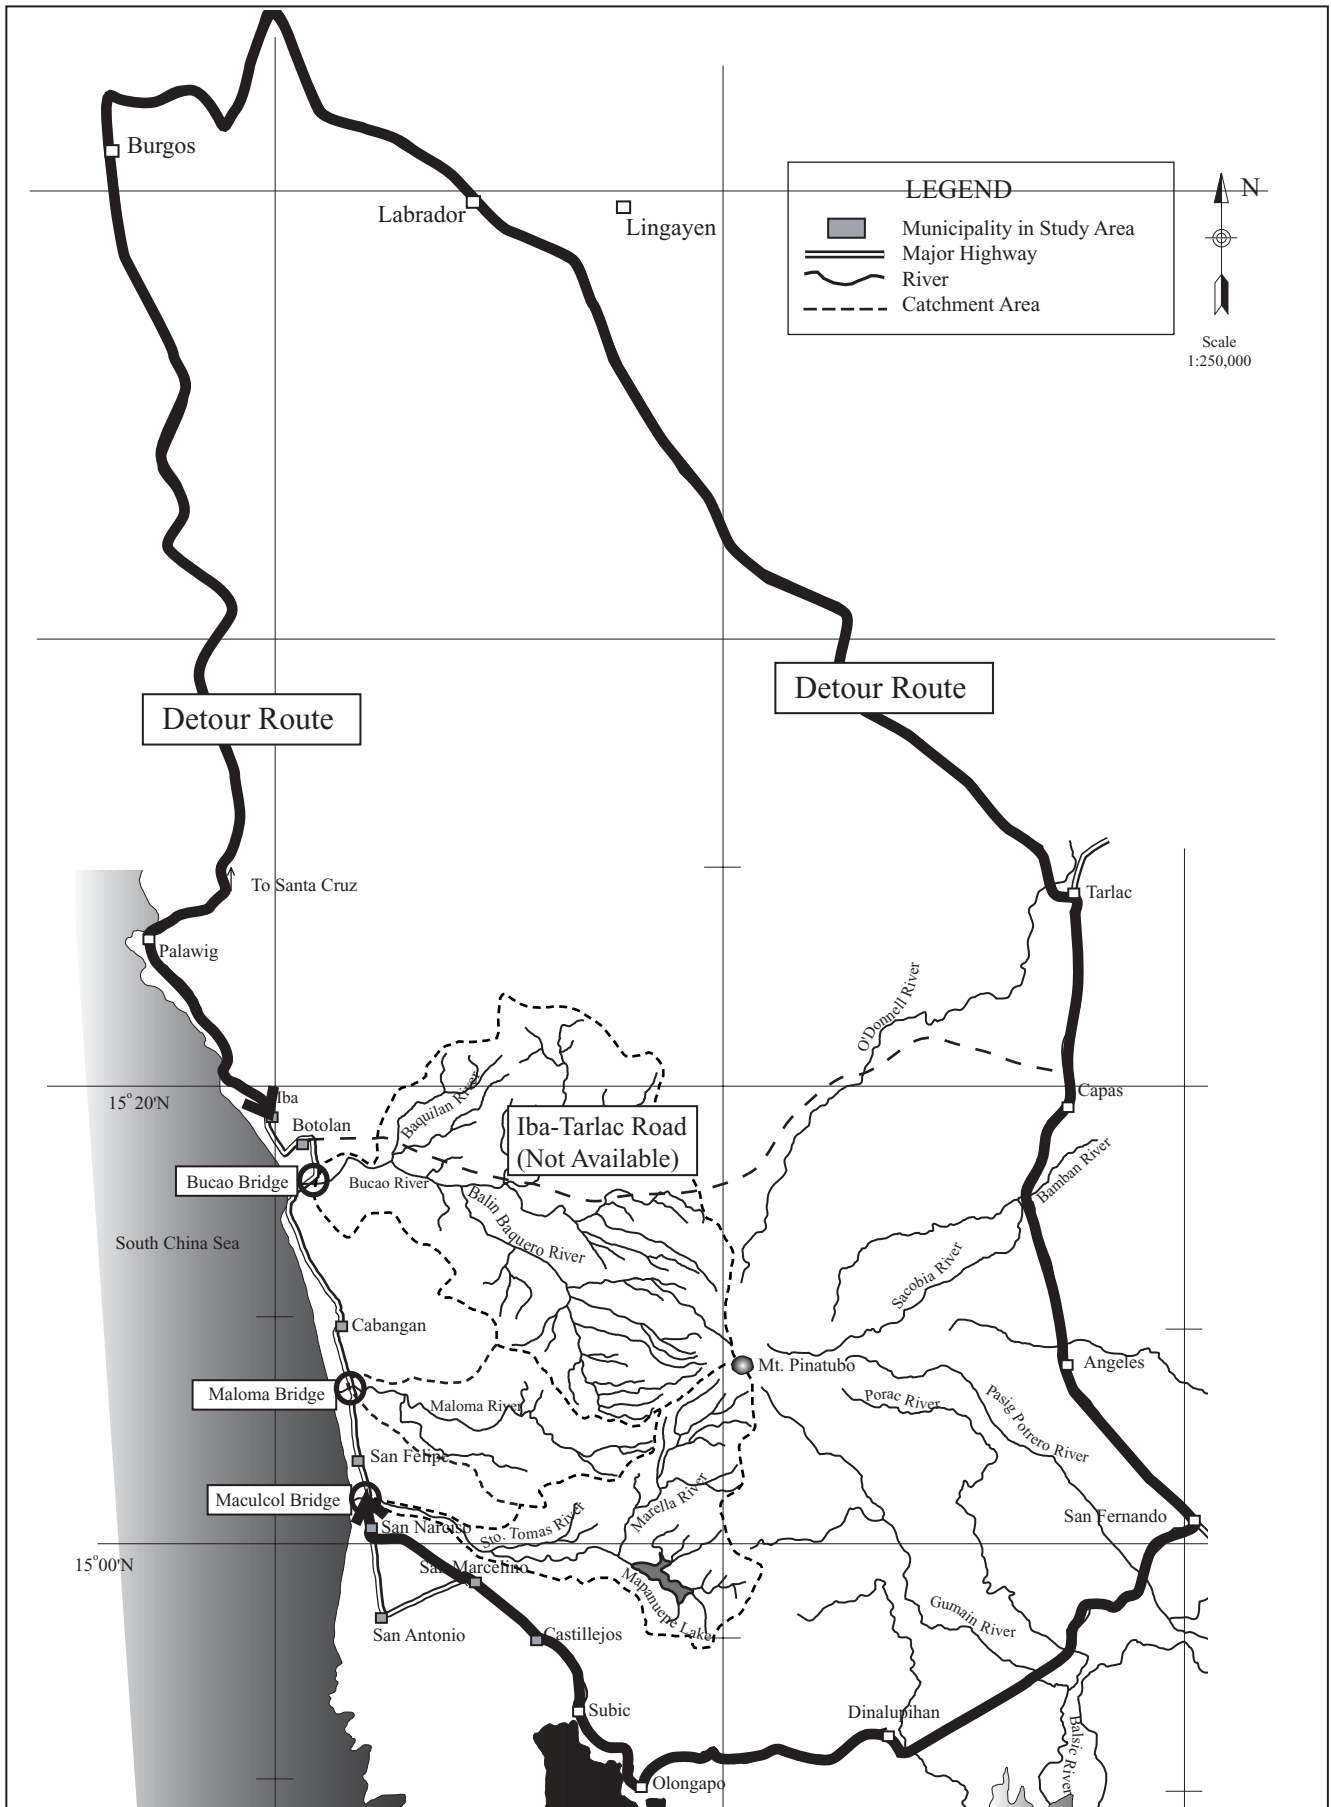 Burgos
Labrador
Lingayen
LEGEND
Municipality in Study Area
Major Highway
River
Catchment Area
N
Scale
1:250,000
Detour Route
Detour Route
To Santa Cruz
Tarlac
Palawig
O'Donnell River
15°20'N
Iba
Capas
Botolan
Baquilan River
Iba-Tarlac Road
(Not Available)
Bamban River
Bucao Bridge
Bucao River
Balin Baquero River
South China Sea
Sacobia River
Cabangan
Mt. Pinatubo
Angeles
Maloma Bridge
Maloma River
Porac River
Pasig Potrero River
San Felipe
Maculcol Bridge
San Narciso
Sto. Tomas River
Marella River
San Fernando
15°00'N
San Marcelino
Mapanuepe Lake
San Antonio
Castillejos
Gumain River
Subic
Dinalupihan
Balsic River
Olongapo